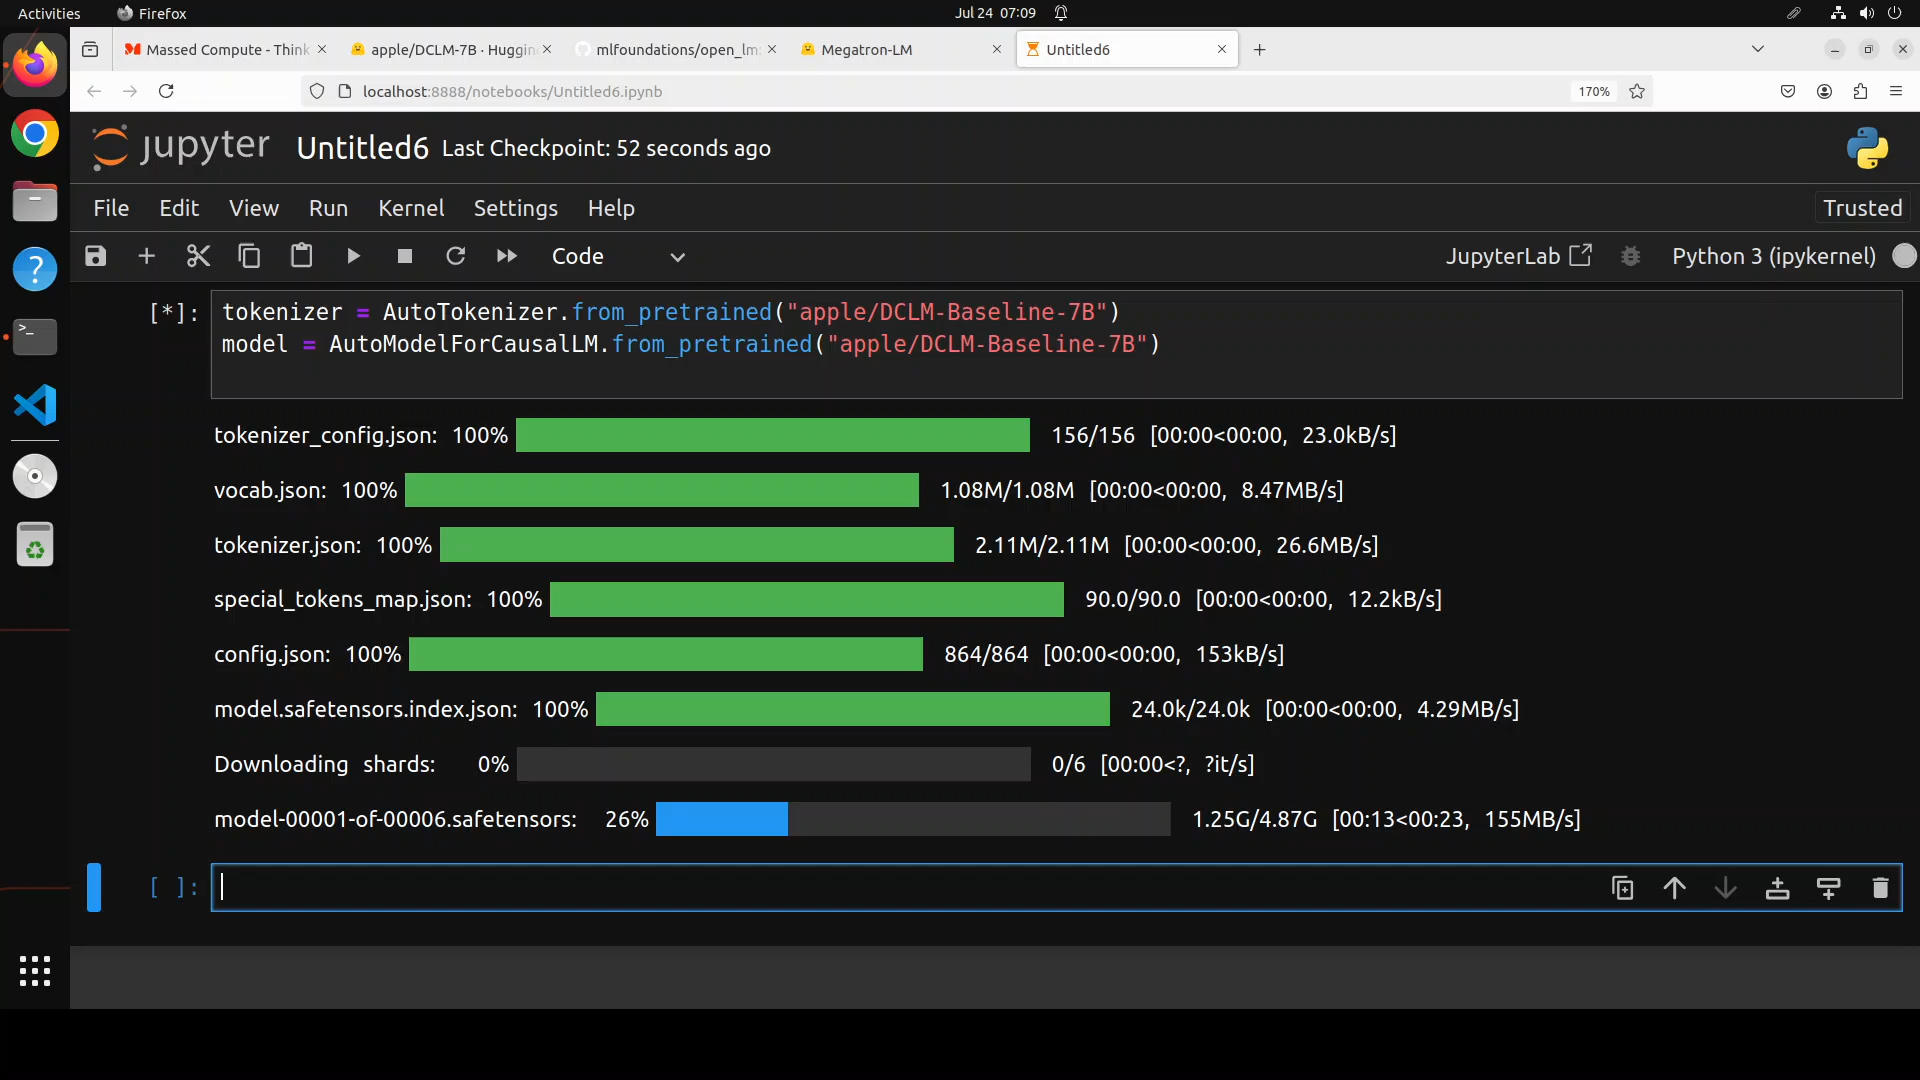 Activities
Firefox
Jul 24 07:09
Massed Compute - Think
apple/DCLM-7B · Huggin
mlfoundations/open_lm:
Megatron-LM
Untitled6
localhost:8888/notebooks/Untitled6.ipynb
170%
jupyter
Untitled6 Last Checkpoint: 52 seconds ago
File Edit View Run Kernel Settings Help
Trusted
Code
JupyterLab
Python 3 (ipykernel)
[*]:
tokenizer = AutoTokenizer.from_pretrained("apple/DCLM-Baseline-7B")
model = AutoModelForCausalLM.from_pretrained("apple/DCLM-Baseline-7B")
tokenizer_config.json: 100% 156/156 [00:00<00:00, 23.0kB/s]
vocab.json: 100% 1.08M/1.08M [00:00<00:00, 8.47MB/s]
tokenizer.json: 100% 2.11M/2.11M [00:00<00:00, 26.6MB/s]
special_tokens_map.json: 100% 90.0/90.0 [00:00<00:00, 12.2kB/s]
config.json: 100% 864/864 [00:00<00:00, 153kB/s]
model.safetensors.index.json: 100% 24.0k/24.0k [00:00<00:00, 4.29MB/s]
Downloading shards: 0% 0/6 [00:00<?, ?it/s]
model-00001-of-00006.safetensors: 26% 1.25G/4.87G [00:13<00:23, 155MB/s]
[ ]: